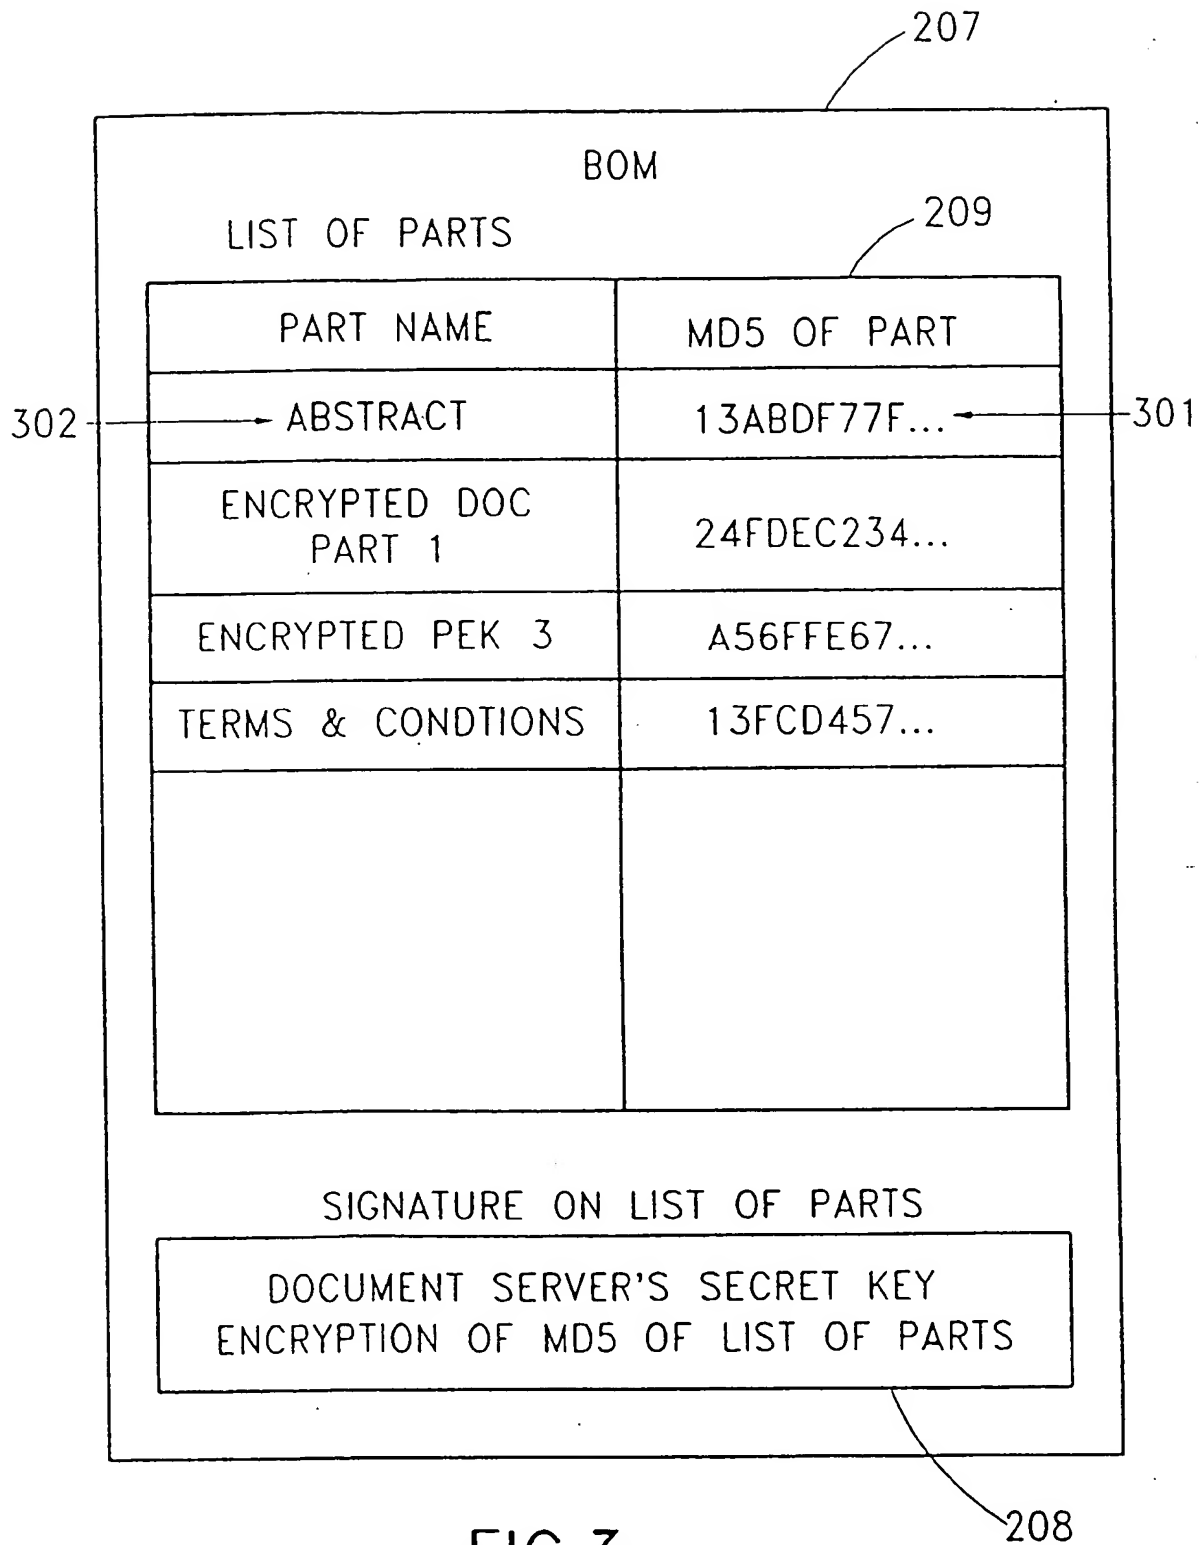 207
BOM
LIST OF PARTS
209
PART NAME
MD5 OF PART
302
ABSTRACT
13ABDF77F...
301
ENCRYPTED DOC
PART 1
24FDEC234...
ENCRYPTED PEK 3
A56FFE67...
TERMS & CONDTIONS
13FCD457...
SIGNATURE ON LIST OF PARTS
DOCUMENT SERVER'S SECRET KEY
ENCRYPTION OF MD5 OF LIST OF PARTS
208
FIG. 3